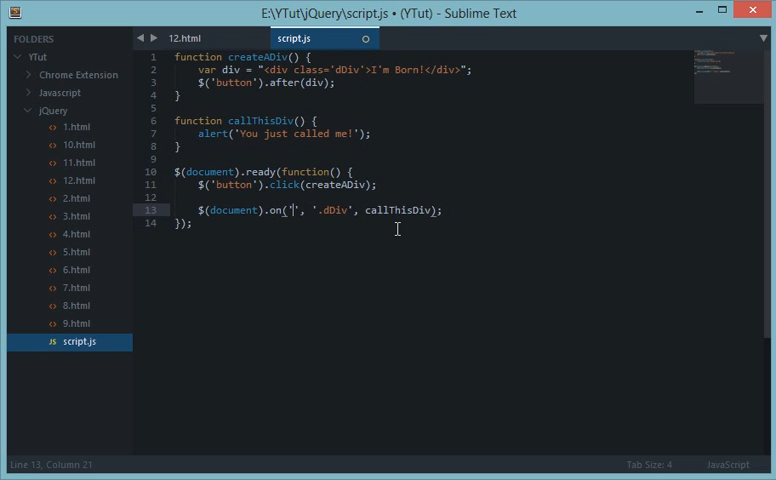 E:\YTut\jQuery\script.js • (YTut) - Sublime Text
FOLDERS
YTut
Chrome Extension
Javascript
jQuery
1.html
10.html
11.html
12.html
2.html
3.html
4.html
5.html
6.html
7.html
8.html
9.html
script.js
12.html
script.js
1 function createADiv() {
2 var div = "<div class='dDiv'>I'm Born!</div>";
3 $('button').after(div);
4 }
5
6 function callThisDiv() {
7 alert('You just called me!');
8 }
9
10 $(document).ready(function() {
11 $('button').click(createADiv);
12
13 $(document).on('', '.dDiv', callThisDiv);
14 });
Line 13, Column 21
Tab Size: 4
JavaScript